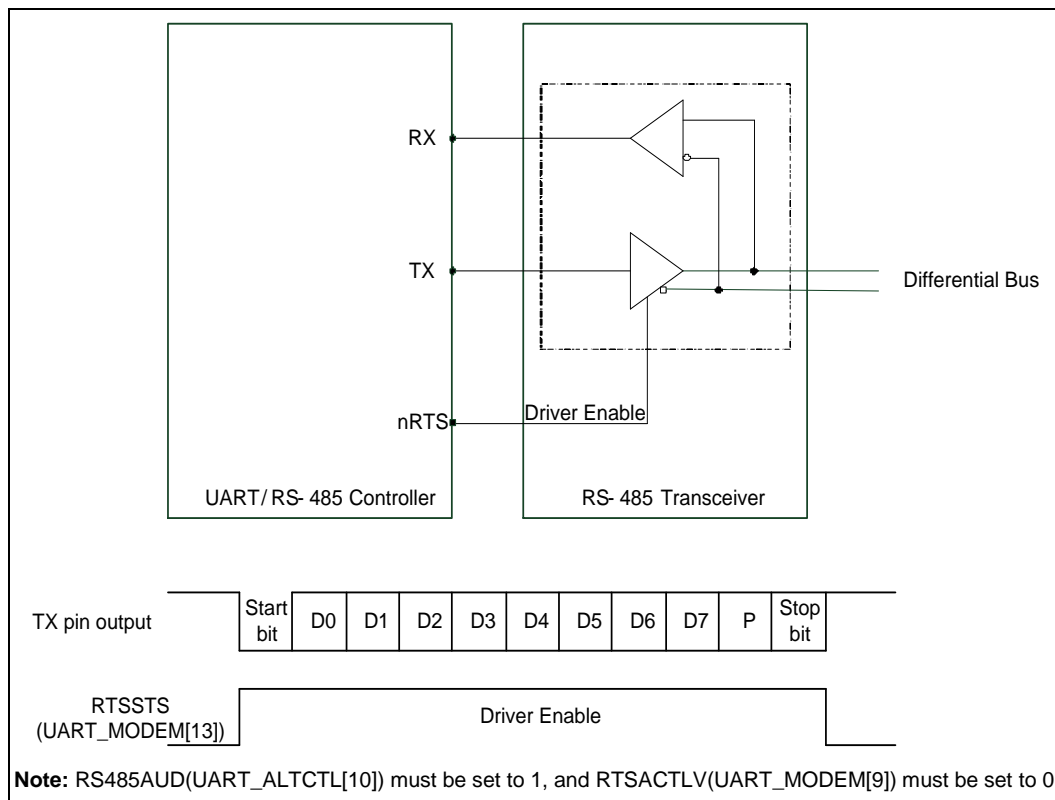 RX
TX
Differential Bus
nRTS
Driver Enable
UART/ RS- 485 Controller
RS- 485 Transceiver
TX pin output
Start
bit
D0
D1
D2
D3
D4
D5
D6
D7
P
Stop
bit
RTSSTS
(UART_MODEM[13])
Driver Enable
Note: RS485AUD(UART_ALTCTL[10]) must be set to 1, and RTSACTLV(UART_MODEM[9]) must be set to 0